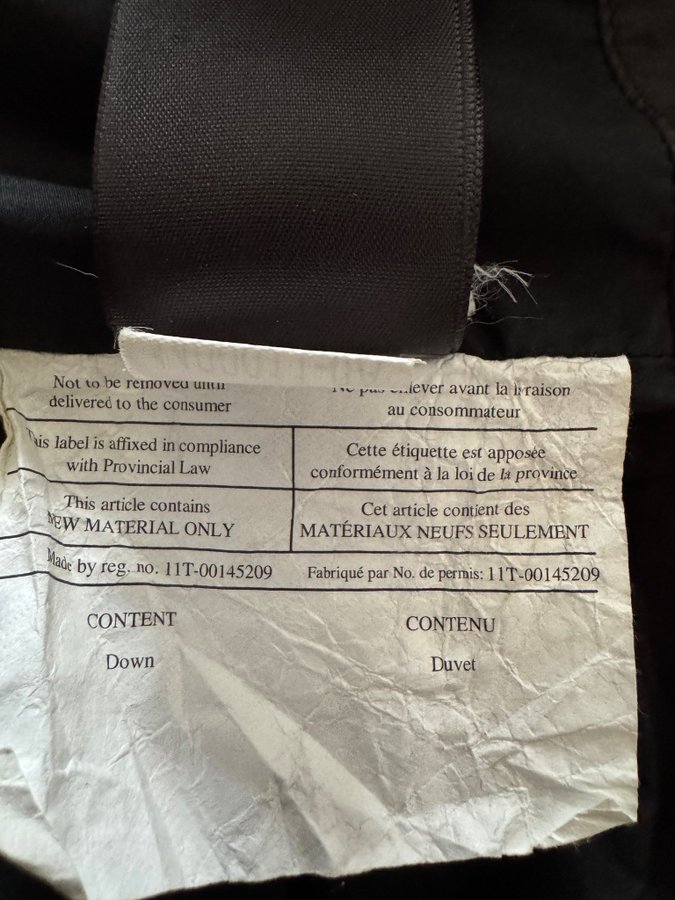 Not to be removed until
delivered to the consumer
Ne pas enlever avant la livraison
au consommateur
This label is affixed in compliance
with Provincial Law
Cette étiquette est apposée
conformément à la loi de la province
This article contains
NEW MATERIAL ONLY
Cet article contient des
MATÉRIAUX NEUFS SEULEMENT
Made by reg. no. 11T-00145209
Fabriqué par No. de permis: 11T-00145209
CONTENT
Down
CONTENU
Duvet